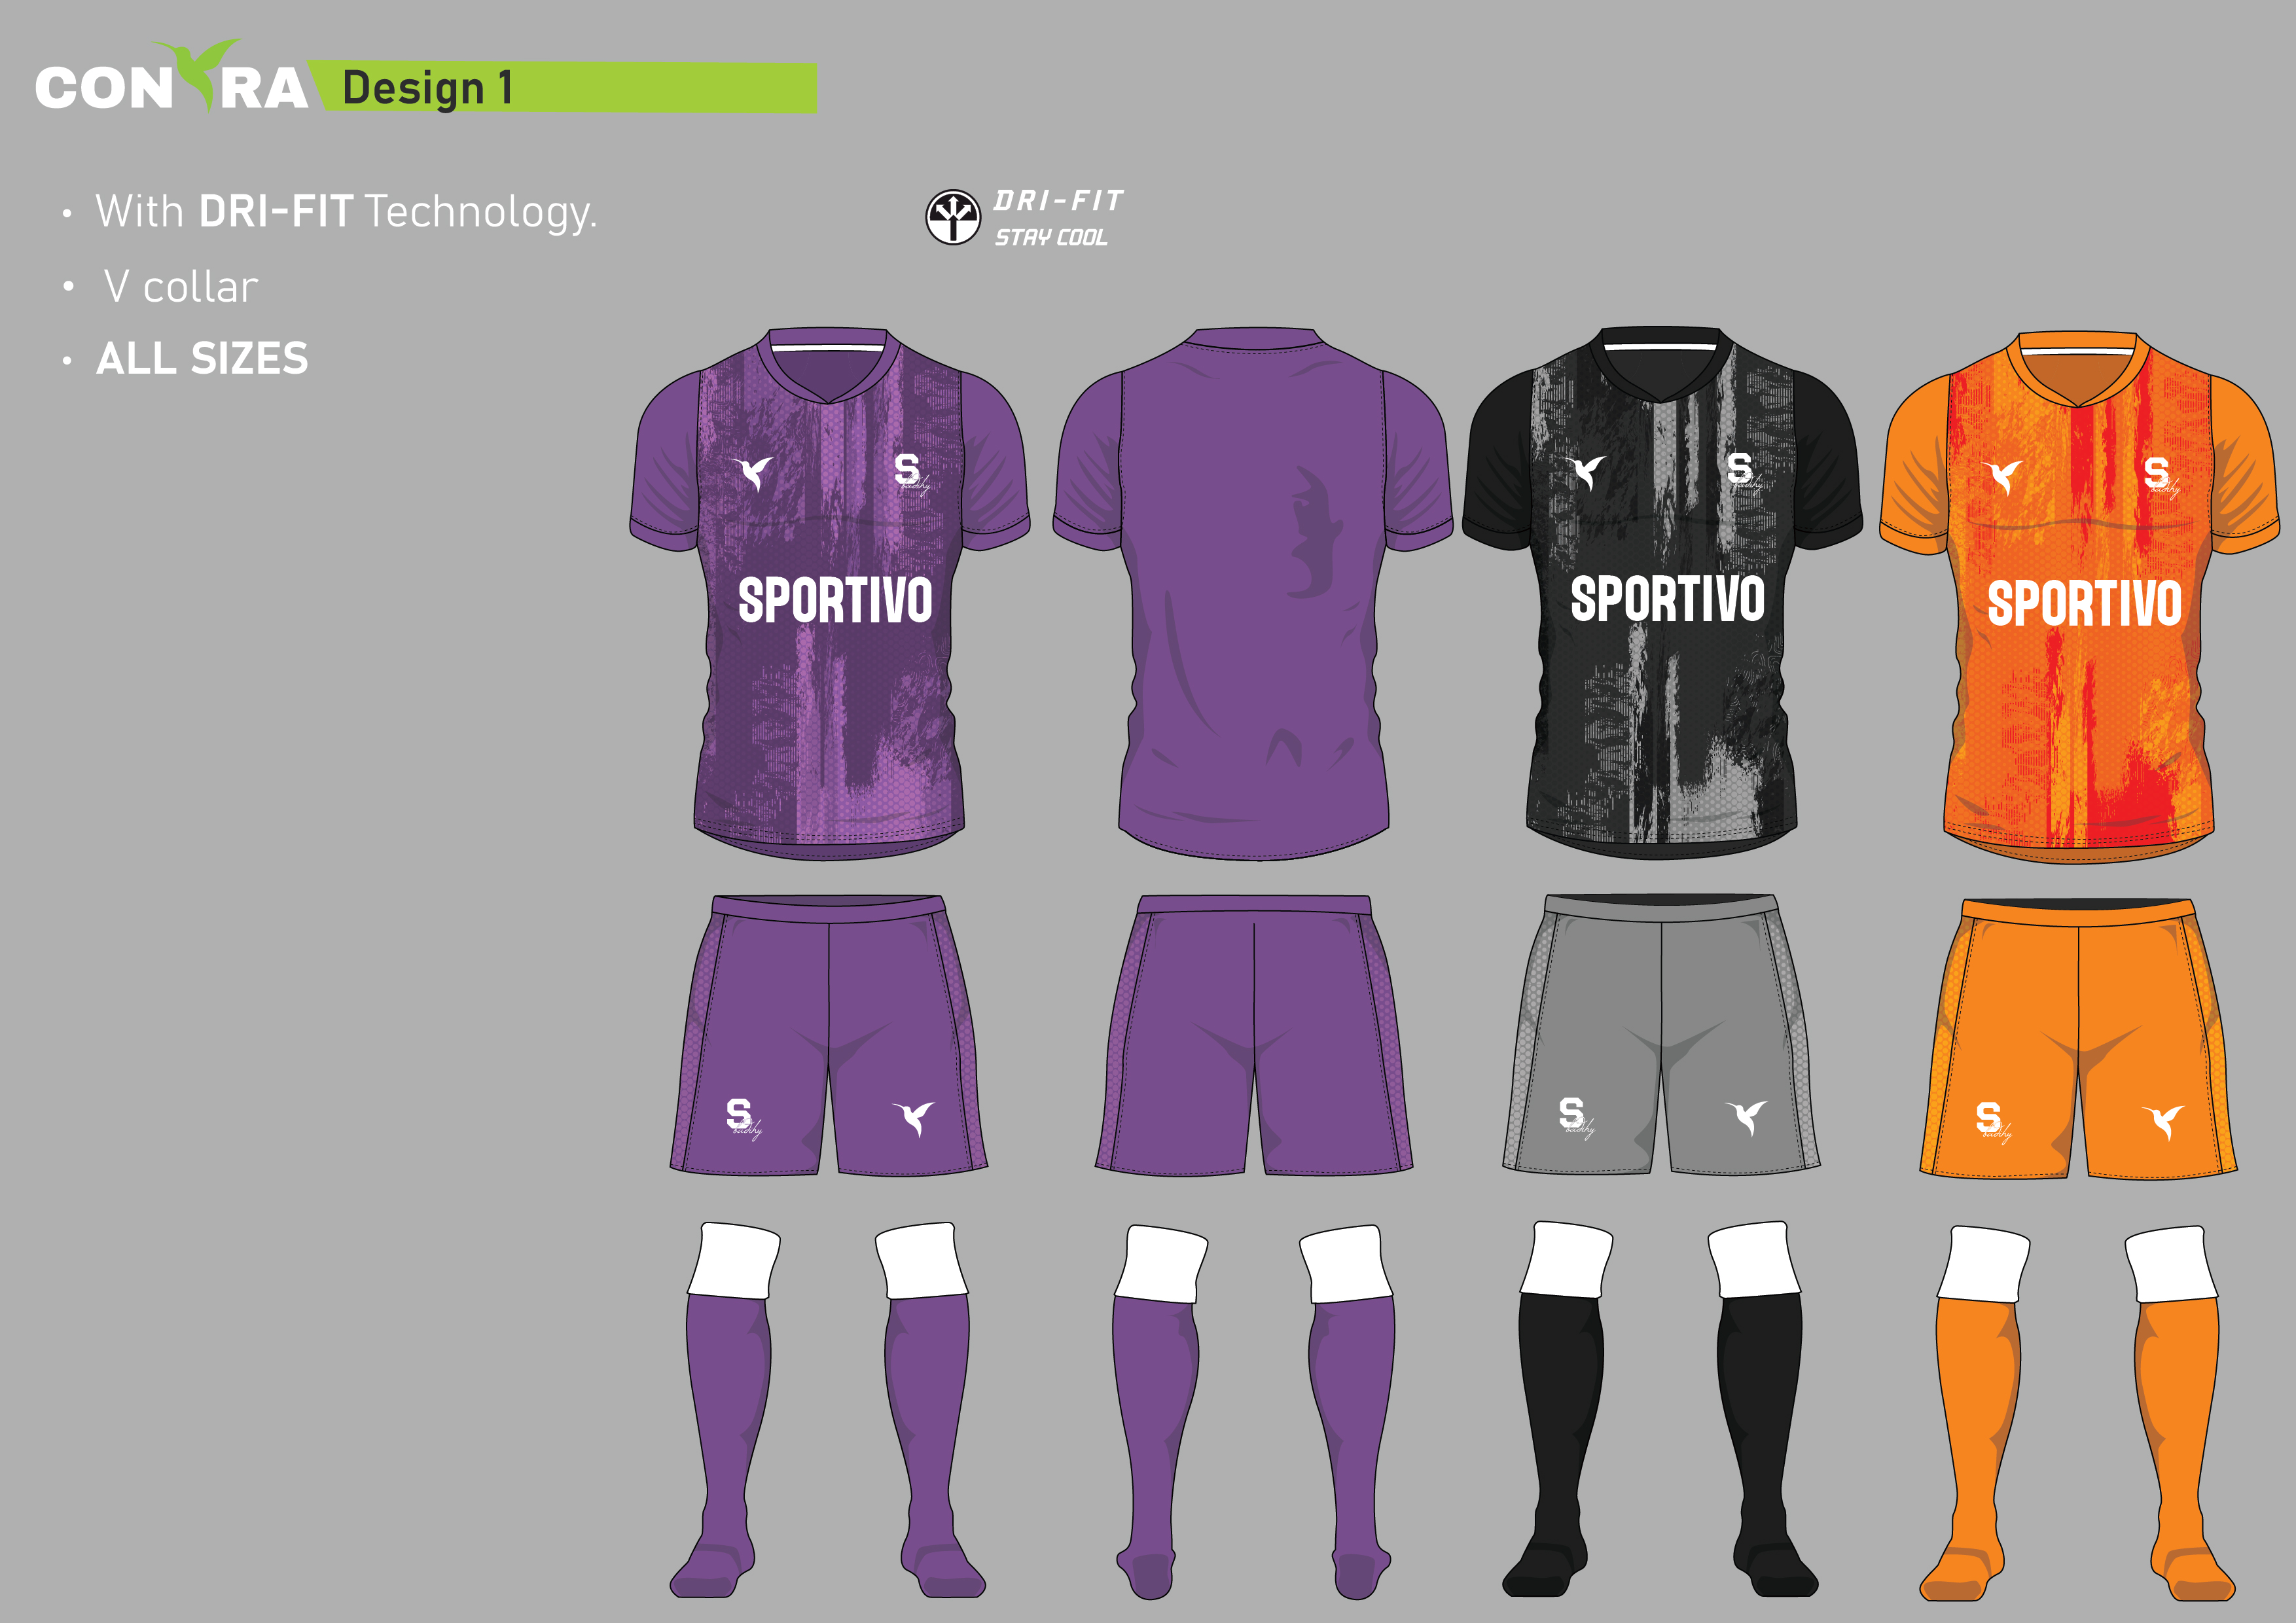 CONTRA
Design 1
• With DRI-FIT Technology.
• V collar
• ALL SIZES
DRI-FIT
STAY COOL
S
S
S
SPORTIVO
SPORTIVO
SPORTIVO
S
S
S